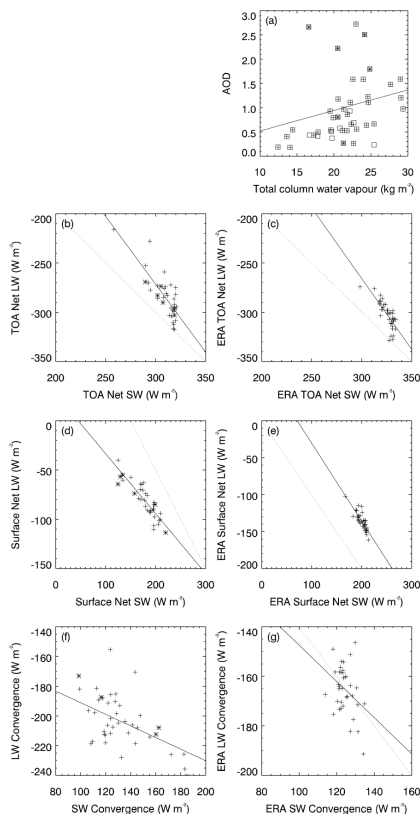 (a)
3.0
2.5
2.0
1.5
1.0
0.5
0.0
AOD
10 15 20 25 30
Total column water vapour (kg m⁻²)
(b)
-200
-250
-300
-350
TOA Net LW (W m⁻²)
200 250 300 350
TOA Net SW (W m⁻²)
(c)
-200
-250
-300
-350
ERA TOA Net LW (W m⁻²)
200 250 300 350
ERA TOA Net SW (W m⁻²)
(d)
0
-50
-100
-150
Surface Net LW (W m⁻²)
0 100 200 300
Surface Net SW (W m⁻²)
(e)
0
-50
-100
-150
-200
ERA Surface Net LW (W m⁻²)
0 100 200 300
ERA Surface Net SW (W m⁻²)
(f)
-140
-160
-180
-200
-220
-240
LW Convergence (W m⁻²)
80 100 120 140 160 180 200
SW Convergence (W m⁻²)
(g)
-140
-160
-180
-200
ERA LW Convergence (W m⁻²)
80 100 120 140 160
ERA SW Convergence (W m⁻²)